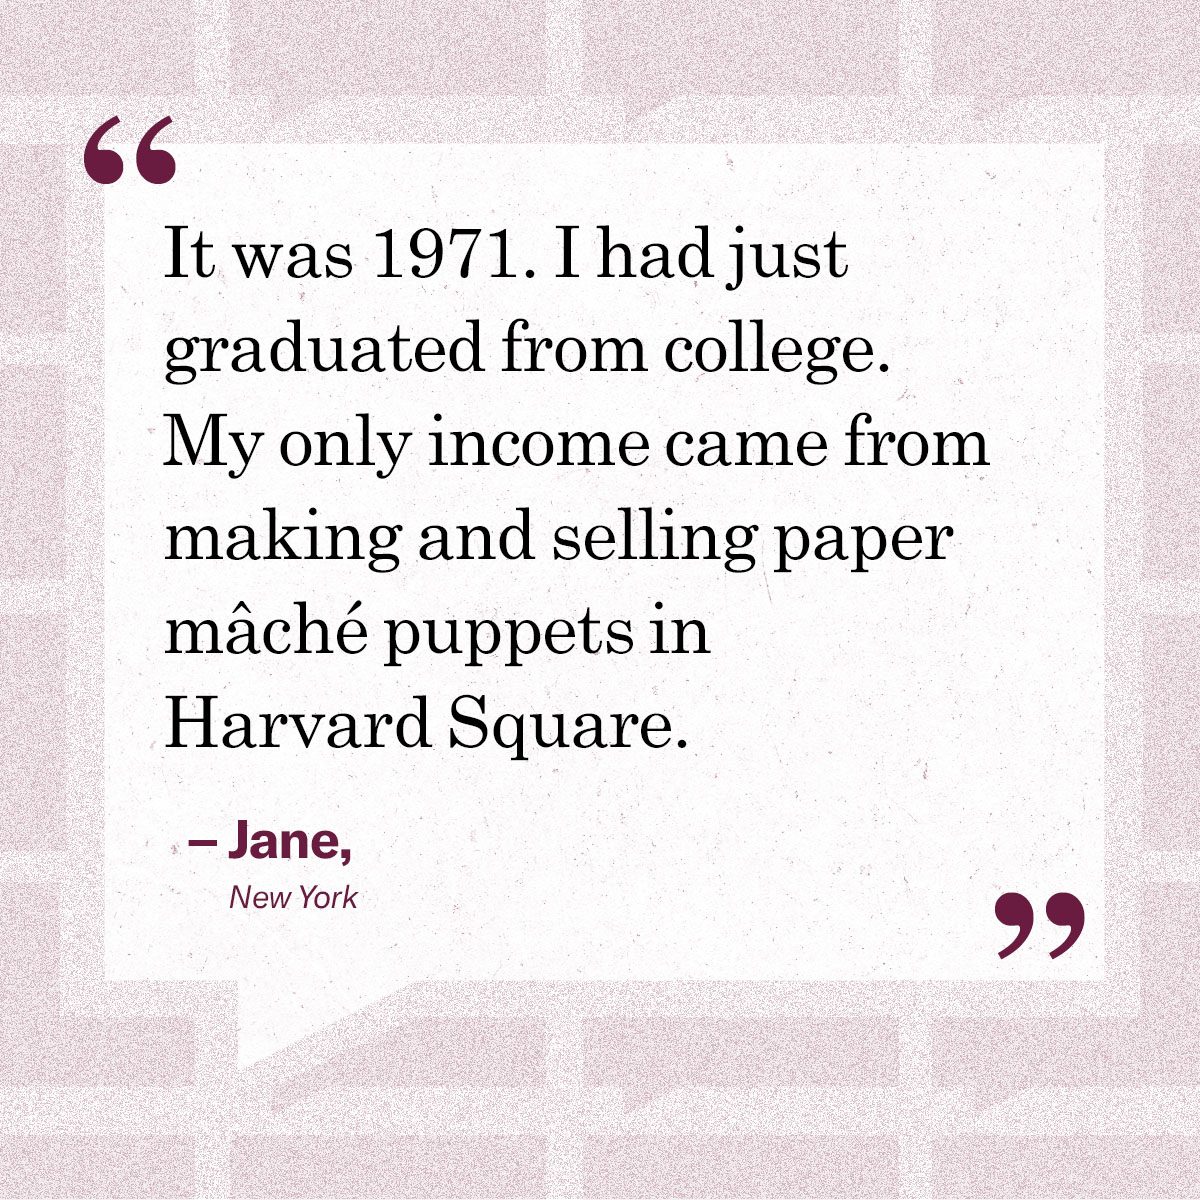 “
It was 1971. I had just
graduated from college.
My only income came from
making and selling paper
mâché puppets in
Harvard Square.
– Jane,
New York
”